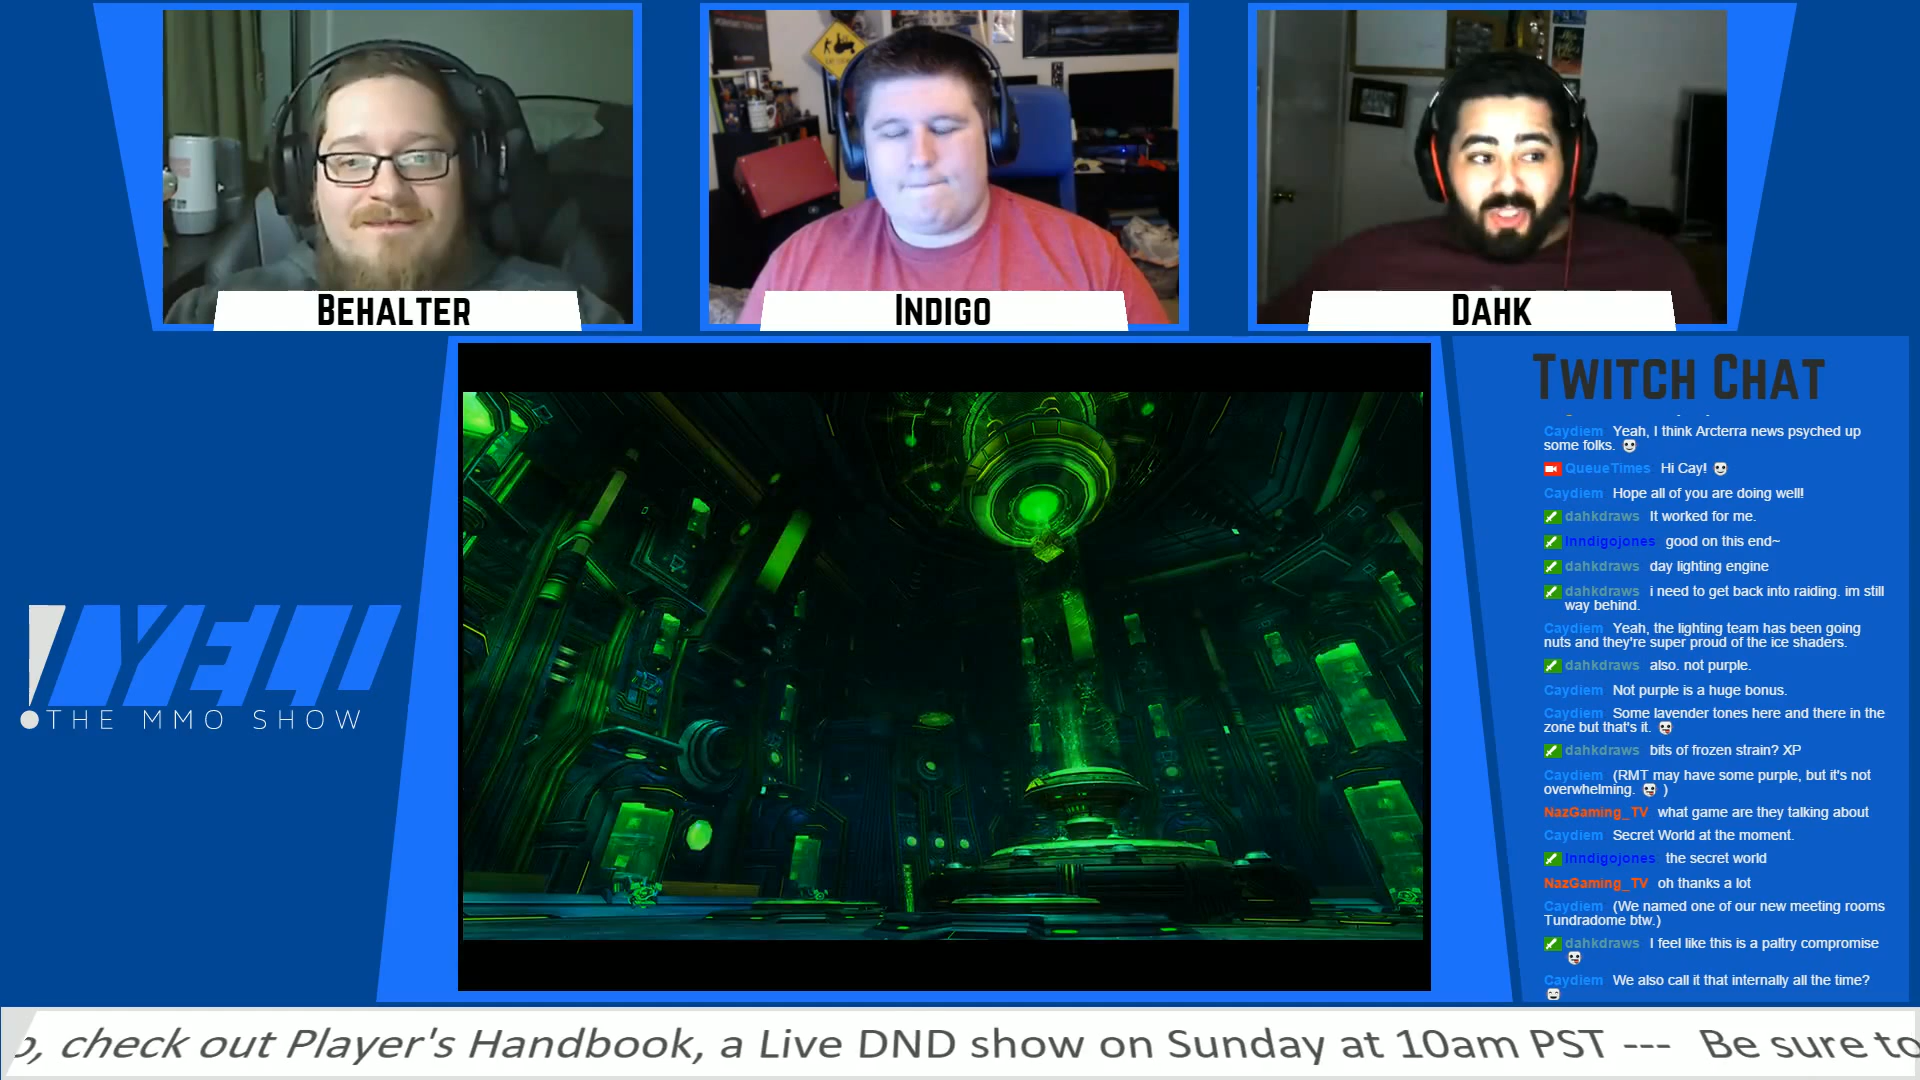 BEHALTER
INDIGO
DAHK
TWITCH CHAT
Caydiem Yeah, I think Arcterra news psyched up
some folks.
QueueTimes Hi Cay!
Caydiem Hope all of you are doing well!
dahkdraws It worked for me.
Inndigojones good on this end~
dahkdraws day lighting engine
dahkdraws i need to get back into raiding. im still
way behind.
Caydiem Yeah, the lighting team has been going
nuts and they're super proud of the ice shaders.
dahkdraws also. not purple.
Caydiem Not purple is a huge bonus.
Caydiem Some lavender tones here and there in the
zone but that's it.
dahkdraws bits of frozen strain? XP
Caydiem (RMT may have some purple, but it's not
overwhelming. )
NazGaming_TV what game are they talking about
Caydiem Secret World at the moment.
Inndigojones the secret world
NazGaming_TV oh thanks a lot
Caydiem (We named one of our new meeting rooms
Tundradome btw.)
dahkdraws I feel like this is a paltry compromise
Caydiem We also call it that internally all the time?
THE MMO SHOW
, check out Player's Handbook, a Live DND show on Sunday at 10am PST --- Be sure to